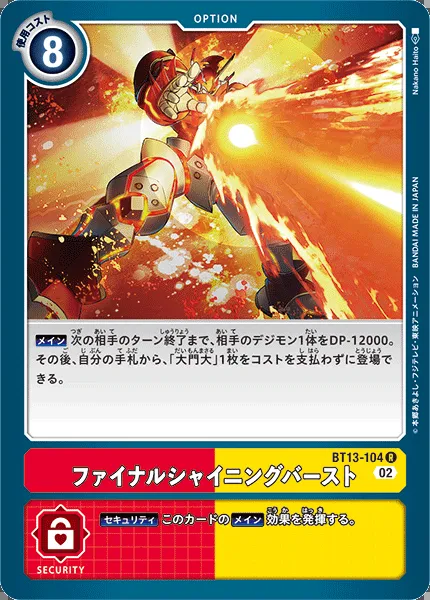 OPTION
使用コスト
8
Nakano Haito
[メイン] 次の相手のターン終了まで、相手のデジモン1体をDP-12000。
その後、自分の手札から、「大門大」1枚をコストを支払わずに登場で
きる。
©本郷あきよし・フジテレビ・東映アニメーション BANDAI MADE IN JAPAN
BT13-104 R
ファイナルシャイニングバースト
02
セキュリティ このカードの メイン 効果を発揮する。
SECURITY